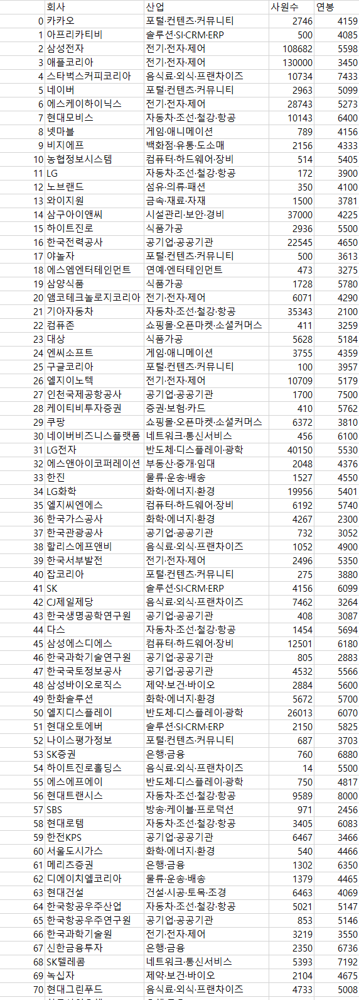 회사 산업 사원수 연봉
0 카카오 포털·컨텐츠·커뮤니티 2746 4159
1 아프리카티비 솔루션·SI·CRM·ERP 500 4085
2 삼성전자 전기·전자·제어 108682 5598
3 애플코리아 전기·전자·제어 130000 3450
4 스타벅스커피코리아 음식료·외식·프랜차이즈 10734 7433
5 네이버 포털·컨텐츠·커뮤니티 2963 5099
6 에스케이하이닉스 전기·전자·제어 28743 5273
7 현대모비스 자동차·조선·철강·항공 10143 6400
8 넷마블 게임·애니메이션 789 4156
9 비지에프 백화점·유통·도소매 2156 4333
10 농협정보시스템 컴퓨터·하드웨어·장비 514 5405
11 LG 자동차·조선·철강·항공 172 3900
12 노브랜드 섬유·의류·패션 350 4100
13 와이지원 금속·재료·자재 1500 3781
14 삼구아이앤씨 시설관리·보안·경비 37000 4225
15 하이트진로 식품가공 2936 5500
16 한국전력공사 공기업·공공기관 22545 4650
17 야놀자 포털·컨텐츠·커뮤니티 500 3613
18 에스엠엔터테인먼트 연예·엔터테인먼트 473 3275
19 삼양식품 식품가공 1728 5780
20 앰코테크놀로지코리아 전기·전자·제어 6071 4290
21 기아자동차 자동차·조선·철강·항공 35343 2100
22 컴퓨존 쇼핑몰·오픈마켓·소셜커머스 411 3259
23 대상 식품가공 5628 5184
24 엔씨소프트 게임·애니메이션 3755 4359
25 구글코리아 포털·컨텐츠·커뮤니티 100 3957
26 엘지이노텍 전기·전자·제어 10709 5179
27 인천국제공항공사 공기업·공공기관 1700 7500
28 케이티비투자증권 증권·보험·카드 410 5762
29 쿠팡 쇼핑몰·오픈마켓·소셜커머스 6372 3810
30 네이버비즈니스플랫폼 네트워크·통신서비스 456 6100
31 LG전자 반도체·디스플레이·광학 40150 5530
32 에스앤아이코퍼레이션 부동산·중개·임대 2048 4376
33 한진 물류·운송·배송 1527 4550
34 LG화학 화학·에너지·환경 19956 5401
35 엘지씨엔에스 컴퓨터·하드웨어·장비 6192 5740
36 한국가스공사 화학·에너지·환경 4267 2300
37 한국관광공사 공기업·공공기관 732 3052
38 할리스에프앤비 음식료·외식·프랜차이즈 1052 4900
39 한국서부발전 전기·전자·제어 2496 5350
40 잡코리아 포털·컨텐츠·커뮤니티 275 3880
41 SK 솔루션·SI·CRM·ERP 4156 6099
42 CJ제일제당 음식료·외식·프랜차이즈 7462 3264
43 한국생명공학연구원 공기업·공공기관 408 3087
44 다스 자동차·조선·철강·항공 1454 5694
45 삼성에스디에스 컴퓨터·하드웨어·장비 12501 6180
46 한국과학기술연구원 공기업·공공기관 805 2883
47 한국국토정보공사 공기업·공공기관 4532 5566
48 삼성바이오로직스 제약·보건·바이오 2884 5600
49 한화솔루션 화학·에너지·환경 5672 5700
50 엘지디스플레이 반도체·디스플레이·광학 26013 6070
51 현대오토에버 솔루션·SI·CRM·ERP 2150 5825
52 나이스평가정보 포털·컨텐츠·커뮤니티 687 3703
53 SK증권 은행·금융 760 6880
54 하이트진로홀딩스 음식료·외식·프랜차이즈 14 5500
55 에스에프에이 반도체·디스플레이·광학 750 4817
56 현대트랜시스 자동차·조선·철강·항공 9589 8000
57 SBS 방송·케이블·프로덕션 971 2456
58 현대로템 자동차·조선·철강·항공 3405 6083
59 한전KPS 공기업·공공기관 6467 3466
60 서울도시가스 화학·에너지·환경 540 4466
61 메리츠증권 은행·금융 1302 6350
62 디에이치엘코리아 물류·운송·배송 1379 4465
63 현대건설 건설·시공·토목·조경 6463 4069
64 한국항공우주산업 자동차·조선·철강·항공 5021 5147
65 한국항공우주연구원 공기업·공공기관 853 5146
66 한국과학기술원 전기·전자·제어 3219 3550
67 신한금융투자 은행·금융 2350 6736
68 SK텔레콤 네트워크·통신서비스 5393 7192
69 녹십자 제약·보건·바이오 2104 4675
70 현대그린푸드 음식료·외식·프랜차이즈 4733 5008